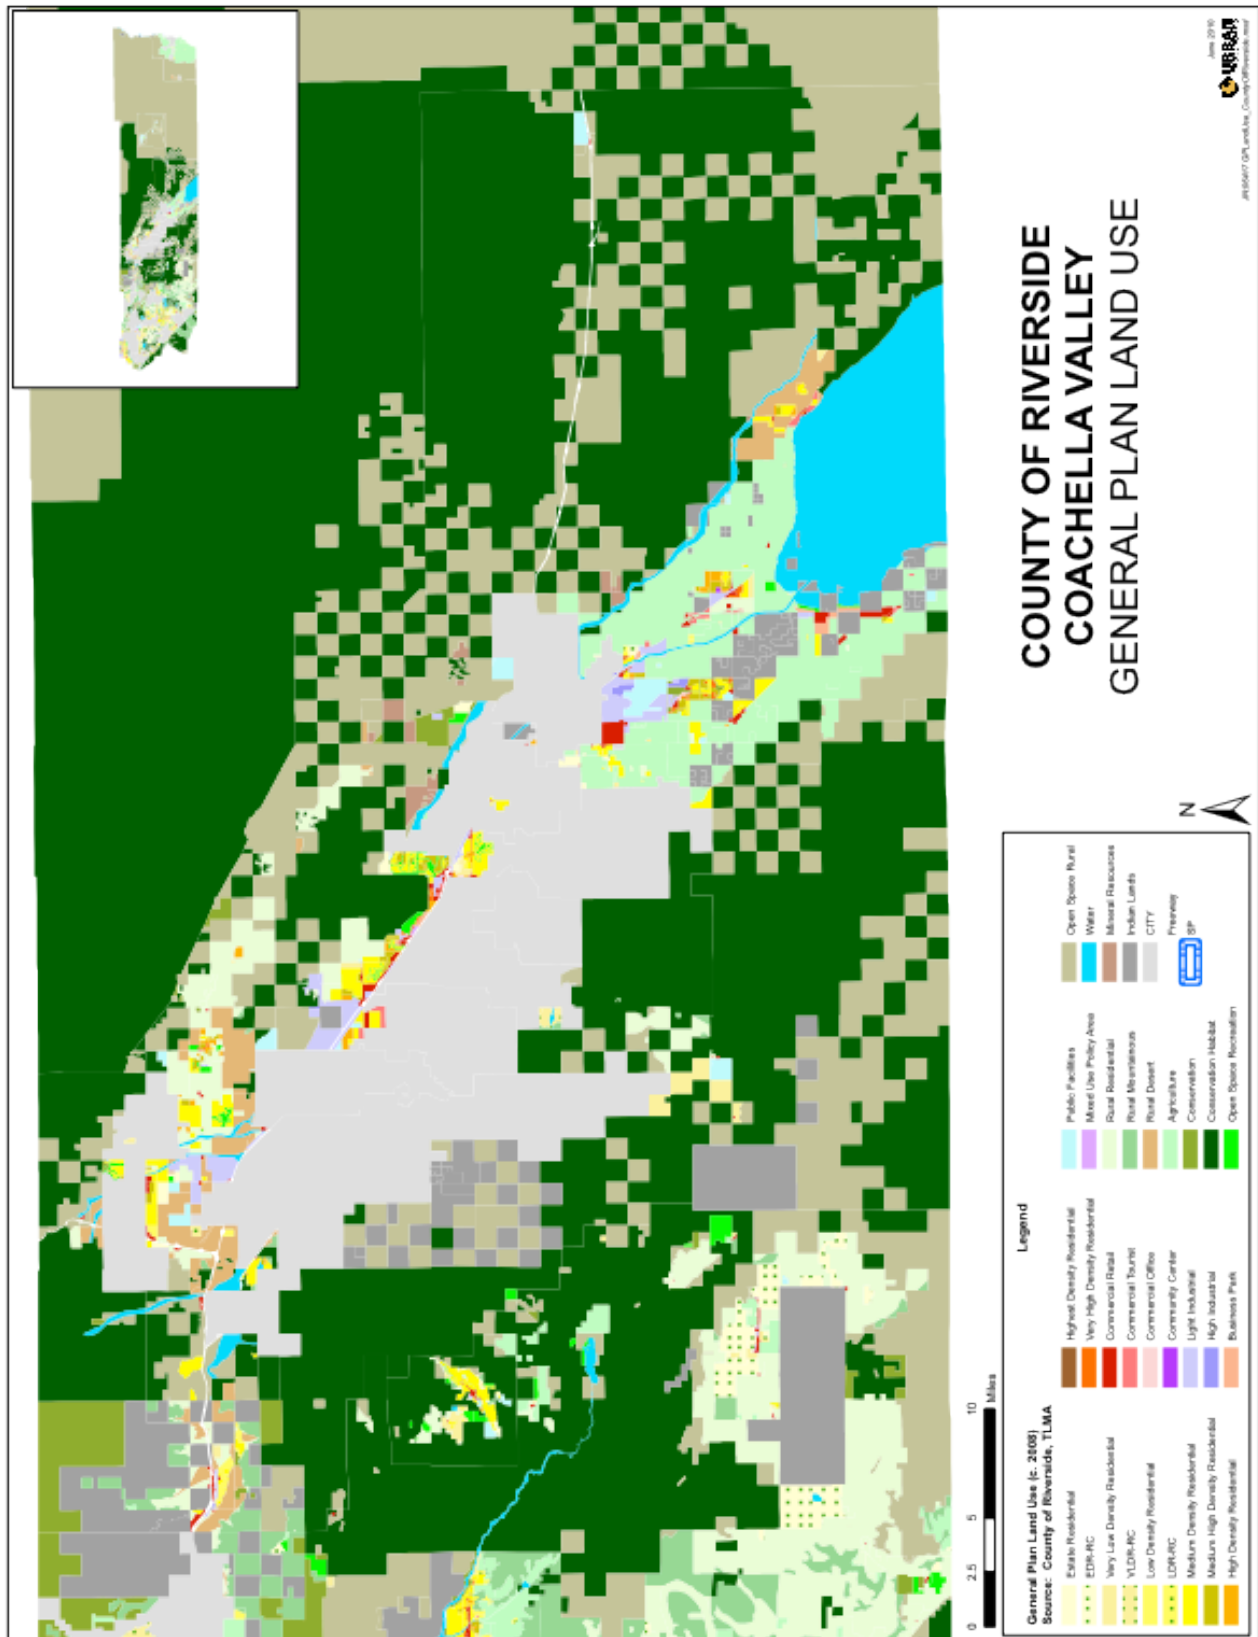 COUNTY OF RIVERSIDE
COACHELLA VALLEY
GENERAL PLAN LAND USE
June 2010
URBAN
N
Legend
General Plan Land Use (c. 2008)
Source: County of Riverside, TLMA
Estate Residential
EDR-RC
Very Low Density Residential
VLDR-RC
Low Density Residential
LDR-RC
Medium Density Residential
Medium High Density Residential
High Density Residential
Highest Density Residential
Very High Density Residential
Commercial Retail
Commercial Tourist
Commercial Office
Community Center
Light Industrial
High Industrial
Business Park
Public Facilities
Mixed Use Policy Area
Rural Residential
Rural Mountainous
Rural Desert
Agriculture
Conservation
Conservation Habitat
Open Space Recreation
Open Space Rural
Water
Mineral Resources
Indian Lands
CITY
Freeway
SP
0 2.5 5 10
Miles